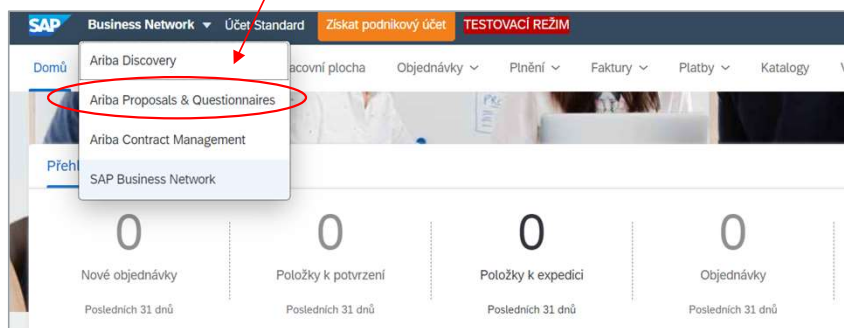 SAP Business Network Účet Standard Získat podnikový účet TESTOVACÍ REŽIM
Domů acovní plocha Objednávky Plnění Faktury Platby Katalogy
Ariba Discovery
Ariba Proposals & Questionnaires
Ariba Contract Management
SAP Business Network
Přehl
0 0 0 0
Nové objednávky Položky k potvrzení Položky k expedici Objednávky
Posledních 31 dnů Posledních 31 dnů Posledních 31 dnů Posledních 31 dnů